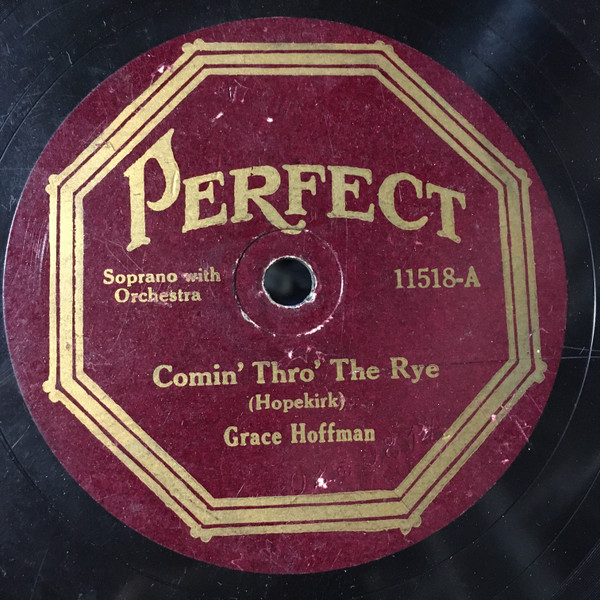 PERFECT
Soprano with
Orchestra
11518-A
Comin' Thro' The Rye
(Hopekirk)
Grace Hoffman